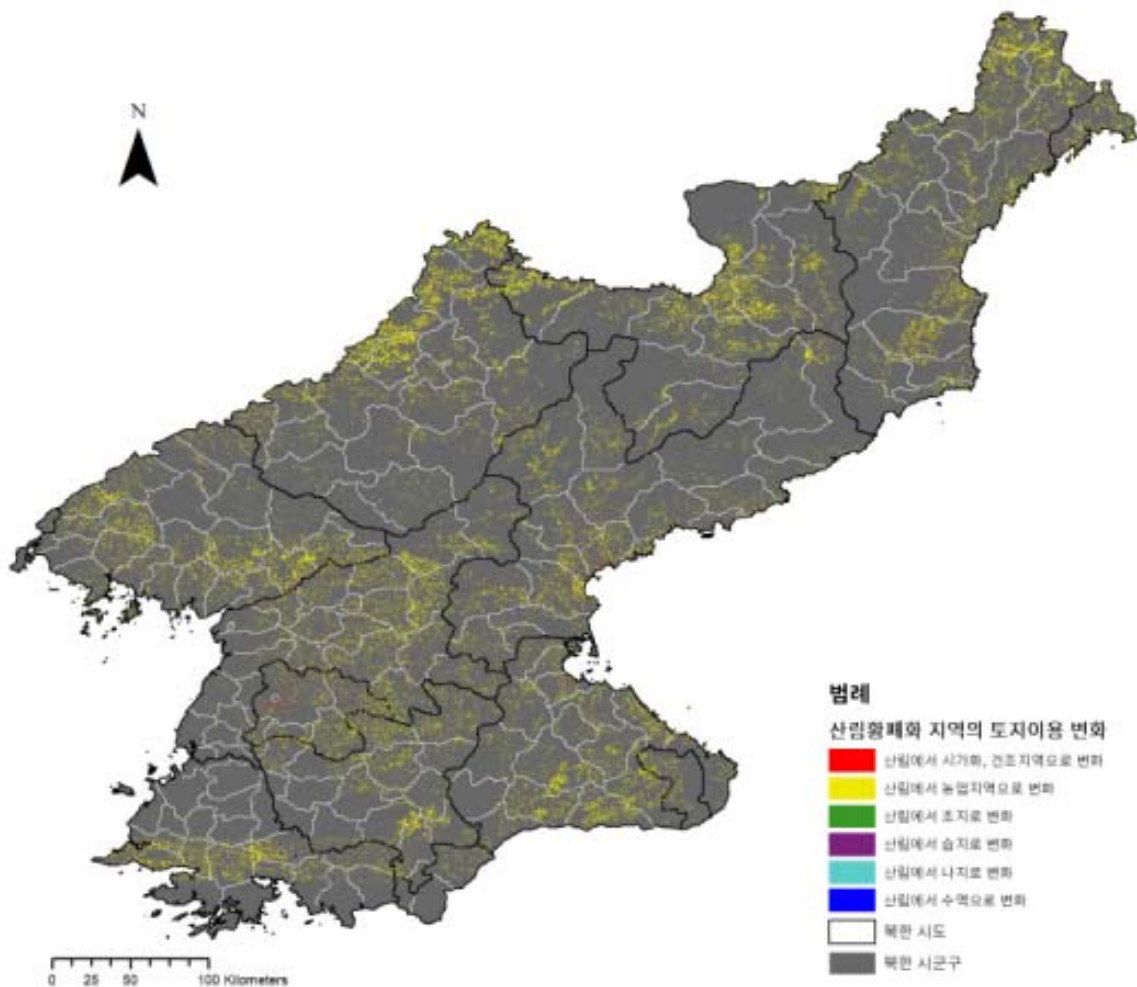 N
범례
산림황폐화 지역의 토지이용 변화
산림에서 시가화, 건조지역으로 변화
산림에서 농업지역으로 변화
산림에서 초지로 변화
산림에서 습지로 변화
산림에서 나지로 변화
산림에서 수역으로 변화
북한 시도
북한 시군구
0 25 50 100 Kilometers